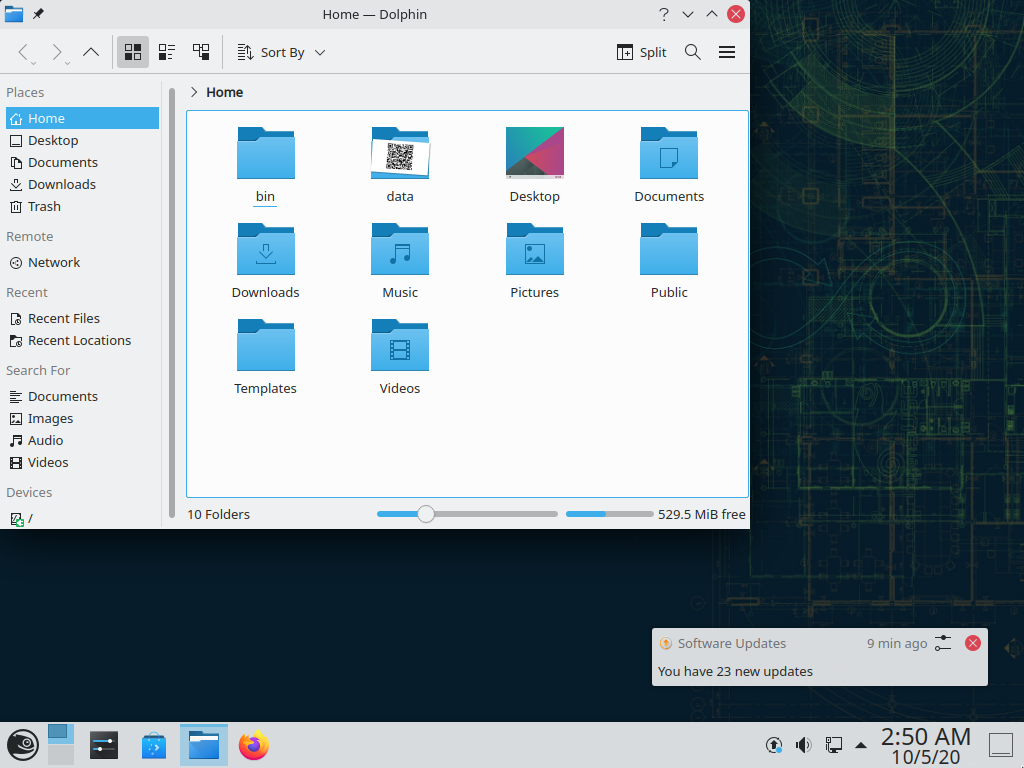 Home — Dolphin
Sort By
Split
Places
Home
Desktop
Documents
Downloads
Trash
Remote
Network
Recent
Recent Files
Recent Locations
Search For
Documents
Images
Audio
Videos
Devices
/
Home
bin
data
Desktop
Documents
Downloads
Music
Pictures
Public
Templates
Videos
10 Folders
529.5 MiB free
Software Updates
9 min ago
You have 23 new updates
2:50 AM
10/5/20